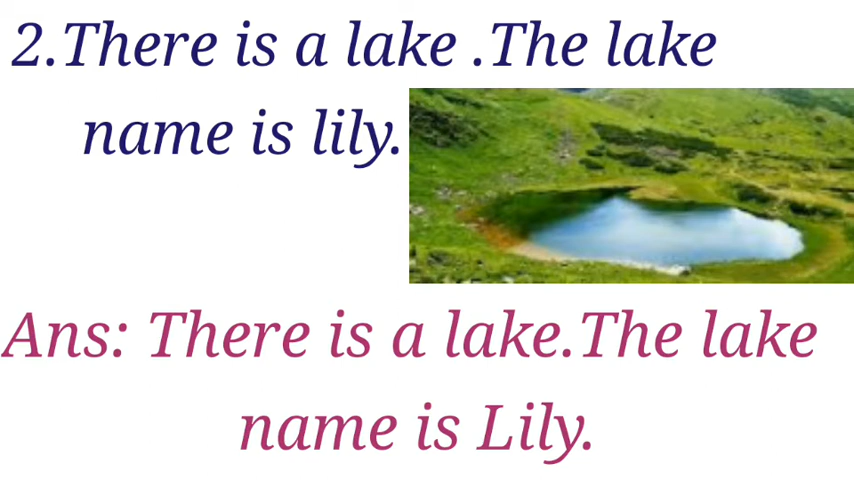 2.There is a lake .The lake
name is lily.
Ans: There is a lake.The lake
name is Lily.